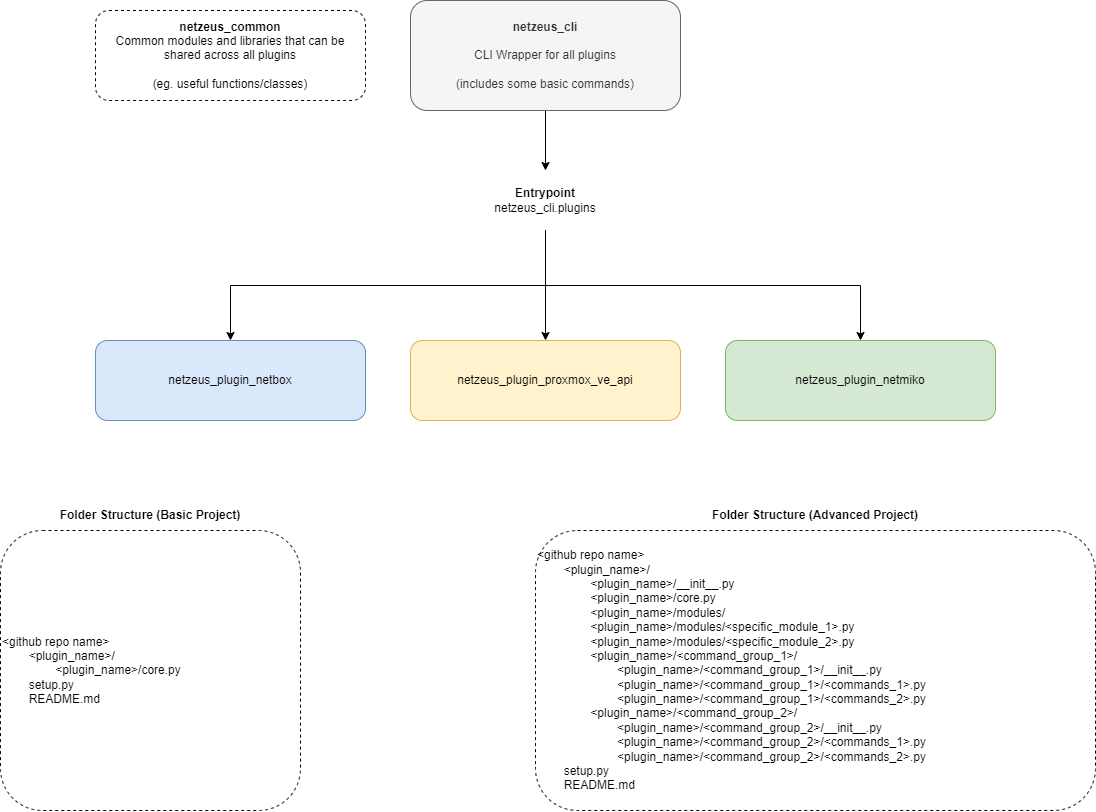 netzeus_common
Common modules and libraries that can be
shared across all plugins
(eg. useful functions/classes)
netzeus_cli
CLI Wrapper for all plugins
(includes some basic commands)
Entrypoint
netzeus_cli.plugins
netzeus_plugin_netbox
netzeus_plugin_proxmox_ve_api
netzeus_plugin_netmiko
Folder Structure (Basic Project)
<github repo name>
<plugin_name>/
<plugin_name>/core.py
setup.py
README.md
Folder Structure (Advanced Project)
<github repo name>
<plugin_name>/
<plugin_name>/__init__.py
<plugin_name>/core.py
<plugin_name>/modules/
<plugin_name>/modules/<specific_module_1>.py
<plugin_name>/modules/<specific_module_2>.py
<plugin_name>/<command_group_1>/
<plugin_name>/<command_group_1>/__init__.py
<plugin_name>/<command_group_1>/<commands_1>.py
<plugin_name>/<command_group_1>/<commands_2>.py
<plugin_name>/<command_group_2>/
<plugin_name>/<command_group_2>/__init__.py
<plugin_name>/<command_group_2>/<commands_1>.py
<plugin_name>/<command_group_2>/<commands_2>.py
setup.py
README.md